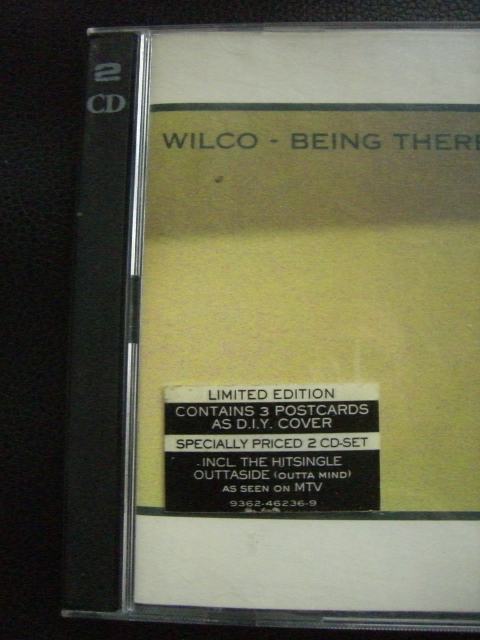 2
CD
WILCO - BEING THERE
LIMITED EDITION
CONTAINS 3 POSTCARDS
AS D.I.Y. COVER
SPECIALLY PRICED 2 CD-SET
INCL. THE HITSINGLE
OUTTASIDE (OUTTA MIND)
AS SEEN ON MTV
9362-46236-9